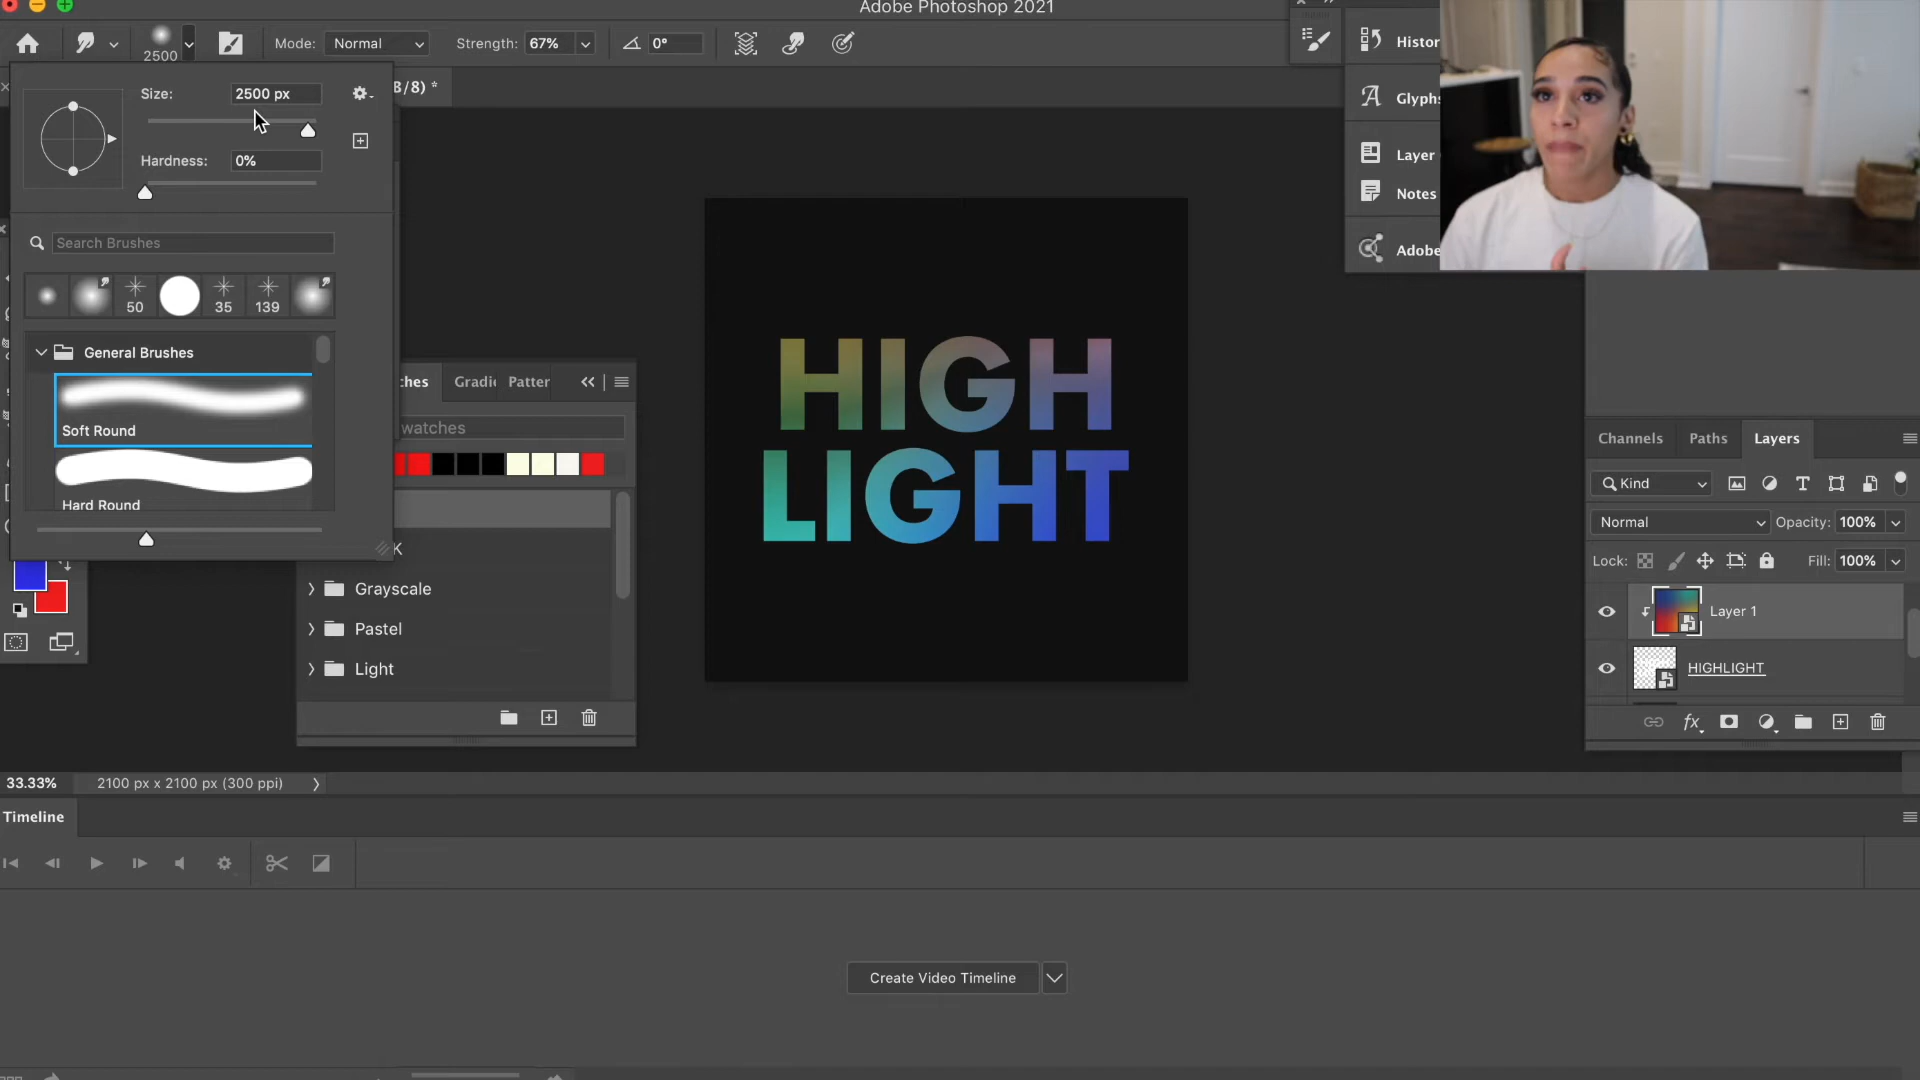 Adobe Photoshop 2021
2500
Mode: Normal
Strength: 67%
0°
Size: 2500 px
Hardness: 0%
Search Brushes
50
35
139
General Brushes
Soft Round
Hard Round
8/8) *
ches
Gradi
Patter
watches
K
Grayscale
Pastel
Light
HIGH
LIGHT
Histor
Glyphs
Layer
Notes
Adobe
Channels
Paths
Layers
Kind
Normal
Opacity: 100%
Lock:
Fill: 100%
Layer 1
HIGHLIGHT
fx
33.33%
2100 px x 2100 px (300 ppi)
Timeline
Create Video Timeline